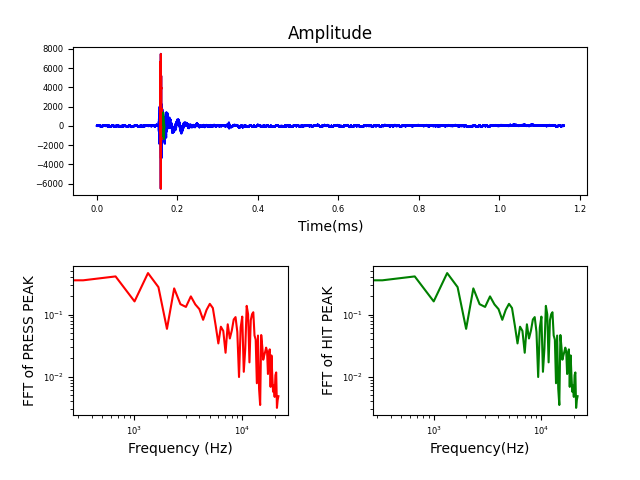 Amplitude
8000
6000
4000
2000
0
−2000
−4000
−6000
0.0 0.2 0.4 0.6 0.8 1.0 1.2
Time(ms)
FFT of PRESS PEAK
10⁻¹
10⁻²
10³ 10⁴
Frequency (Hz)
FFT of HIT PEAK
10⁻¹
10⁻²
10³ 10⁴
Frequency(Hz)